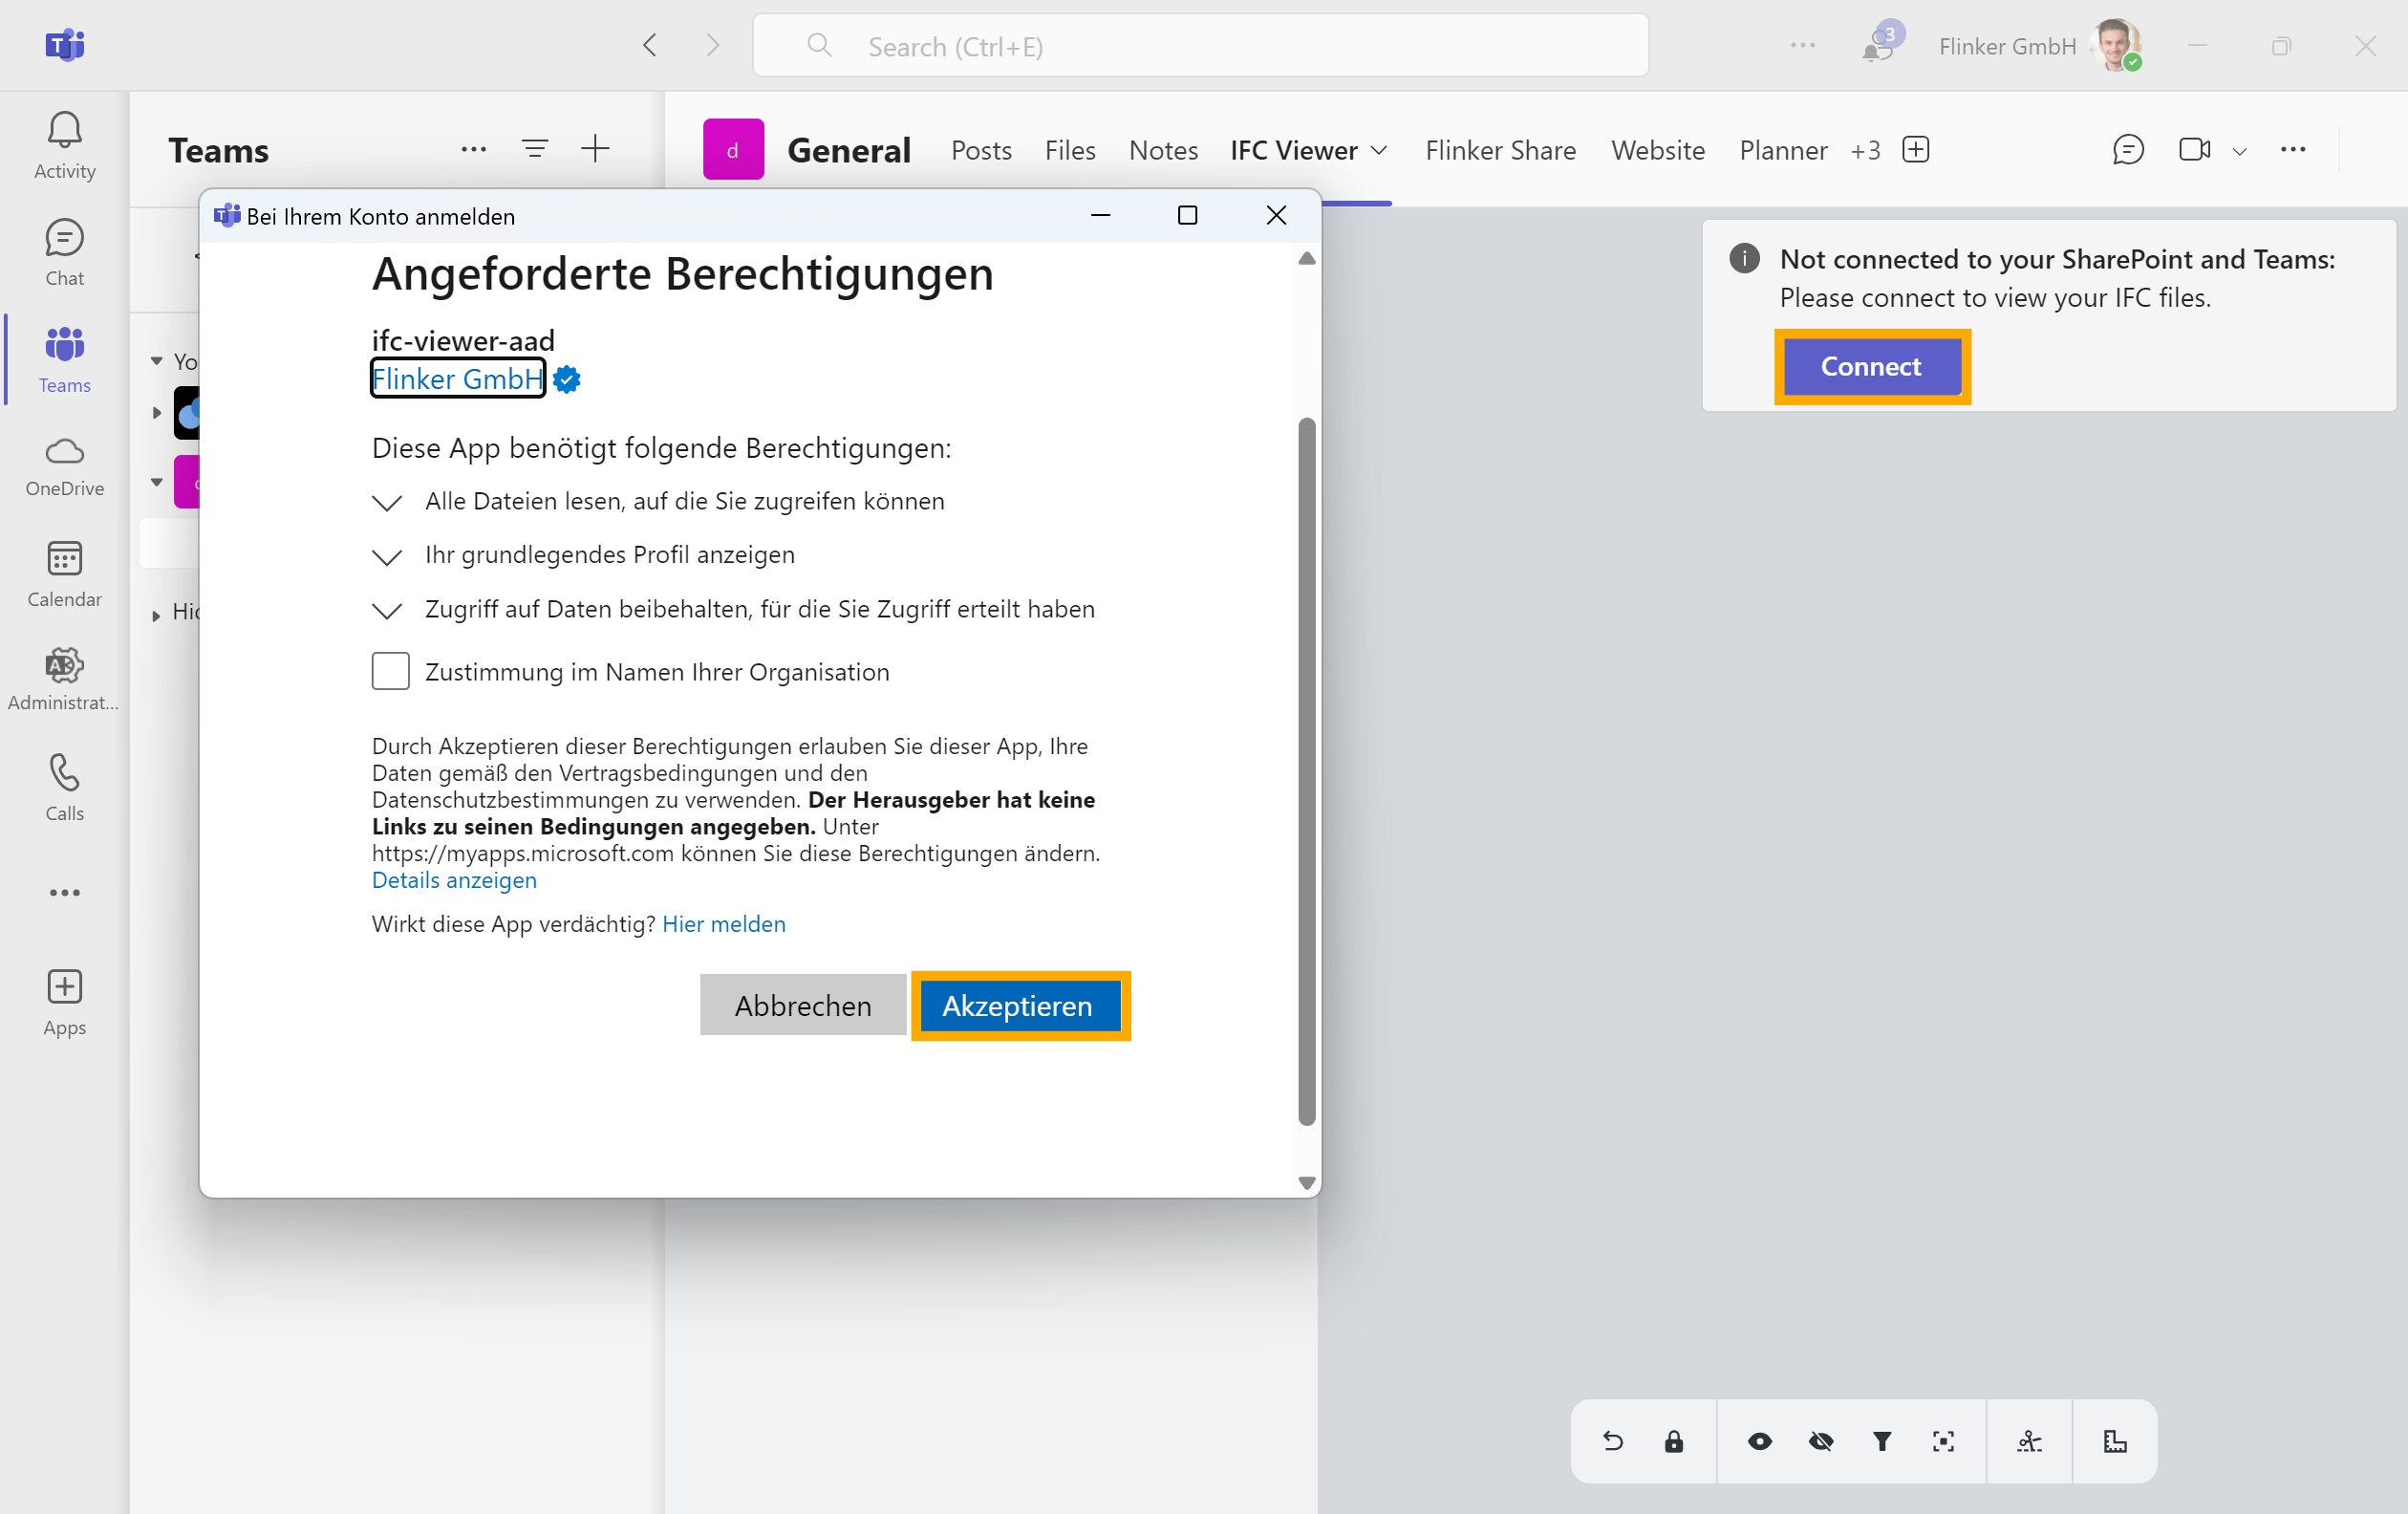 Search (Ctrl+E)
3
Flinker GmbH
Activity
Chat
Teams
OneDrive
Calendar
Administrat...
Calls
Apps
Teams
d
General
Posts
Files
Notes
IFC Viewer
Flinker Share
Website
Planner
+3
Bei Ihrem Konto anmelden
Angeforderte Berechtigungen
ifc-viewer-aad
Flinker GmbH
Diese App benötigt folgende Berechtigungen:
Alle Dateien lesen, auf die Sie zugreifen können
Ihr grundlegendes Profil anzeigen
Zugriff auf Daten beibehalten, für die Sie Zugriff erteilt haben
Zustimmung im Namen Ihrer Organisation
Durch Akzeptieren dieser Berechtigungen erlauben Sie dieser App, Ihre
Daten gemäß den Vertragsbedingungen und den
Datenschutzbestimmungen zu verwenden. Der Herausgeber hat keine
Links zu seinen Bedingungen angegeben. Unter
https://myapps.microsoft.com können Sie diese Berechtigungen ändern.
Details anzeigen
Wirkt diese App verdächtig? Hier melden
Abbrechen
Akzeptieren
Not connected to your SharePoint and Teams:
Please connect to view your IFC files.
Connect